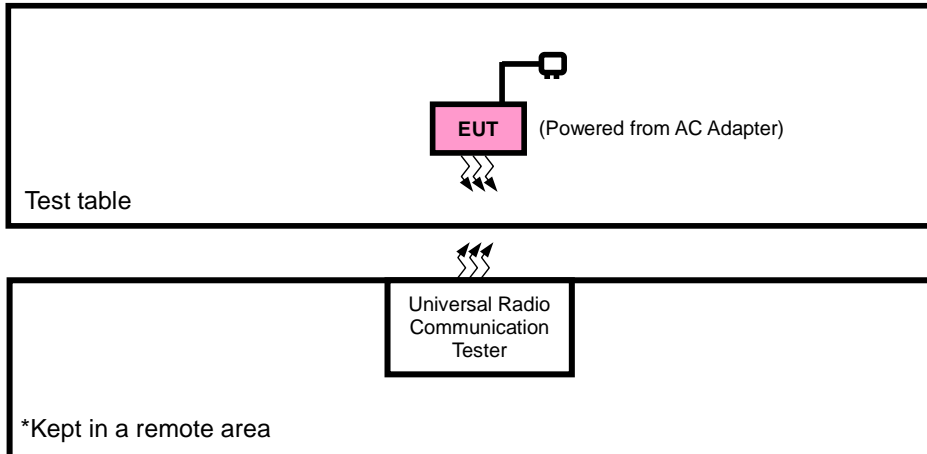 EUT
(Powered from AC Adapter)
Test table
Universal Radio
Communication
Tester
*Kept in a remote area